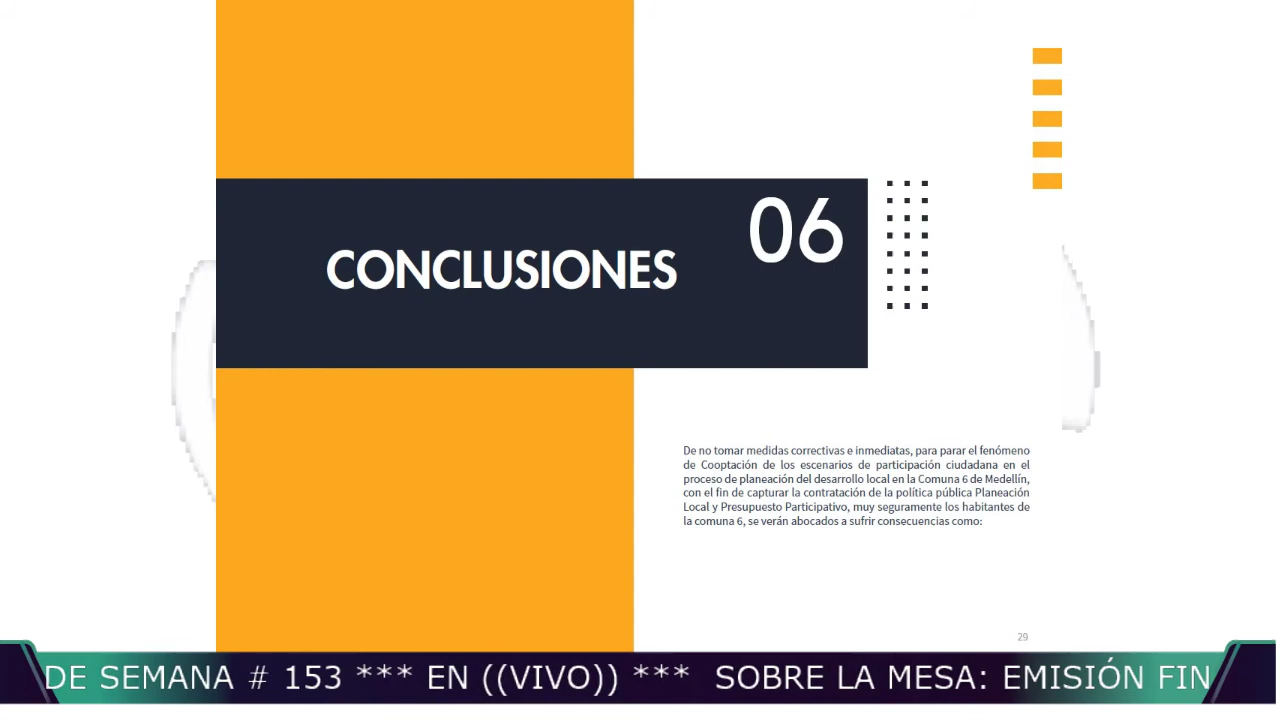 06
CONCLUSIONES
De no tomar medidas correctivas e inmediatas, para parar el fenómeno
de Cooptación de los escenarios de participación ciudadana en el
proceso de planeación del desarrollo local en la Comuna 6 de Medellín,
con el fin de capturar la contratación de la política pública Planeación
Local y Presupuesto Participativo, muy seguramente los habitantes de
la comuna 6, se verán abocados a sufrir consecuencias como:
29
DE SEMANA # 153 *** EN ((VIVO)) *** SOBRE LA MESA: EMISIÓN FIN